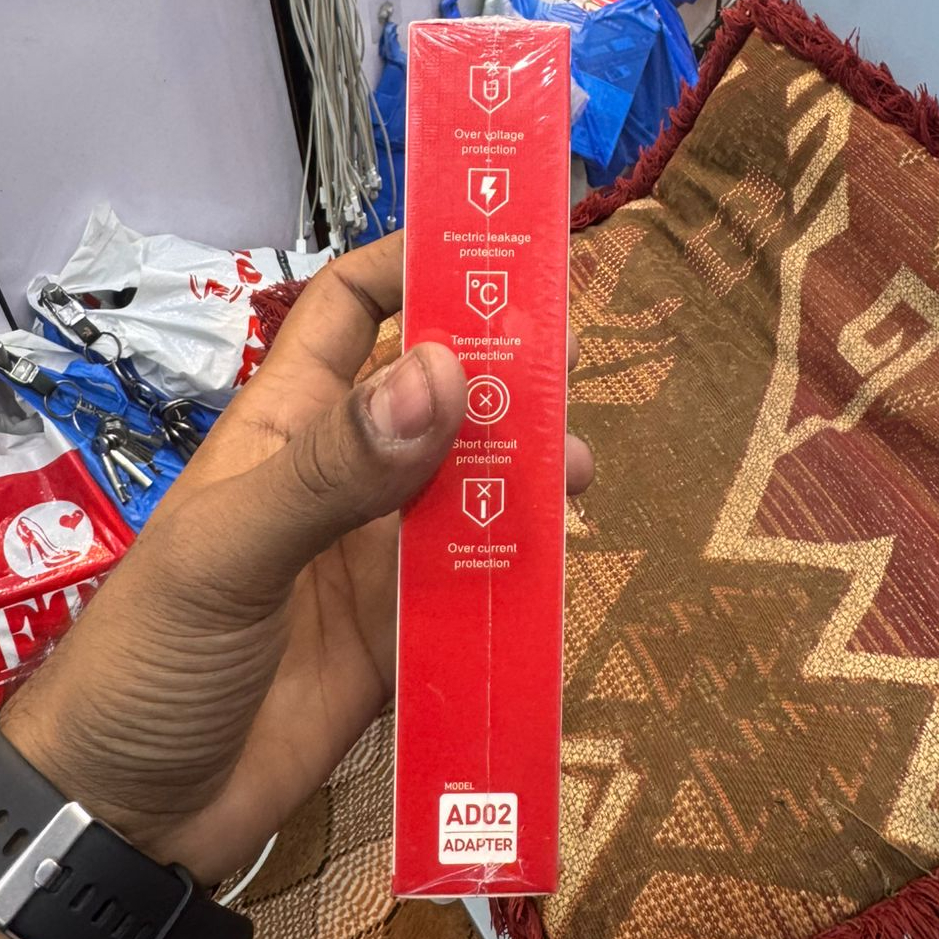 U
Over voltage
protection
Electric leakage
protection
°C
Temperature
protection
Short circuit
protection
Over current
protection
MODEL
AD02
ADAPTER